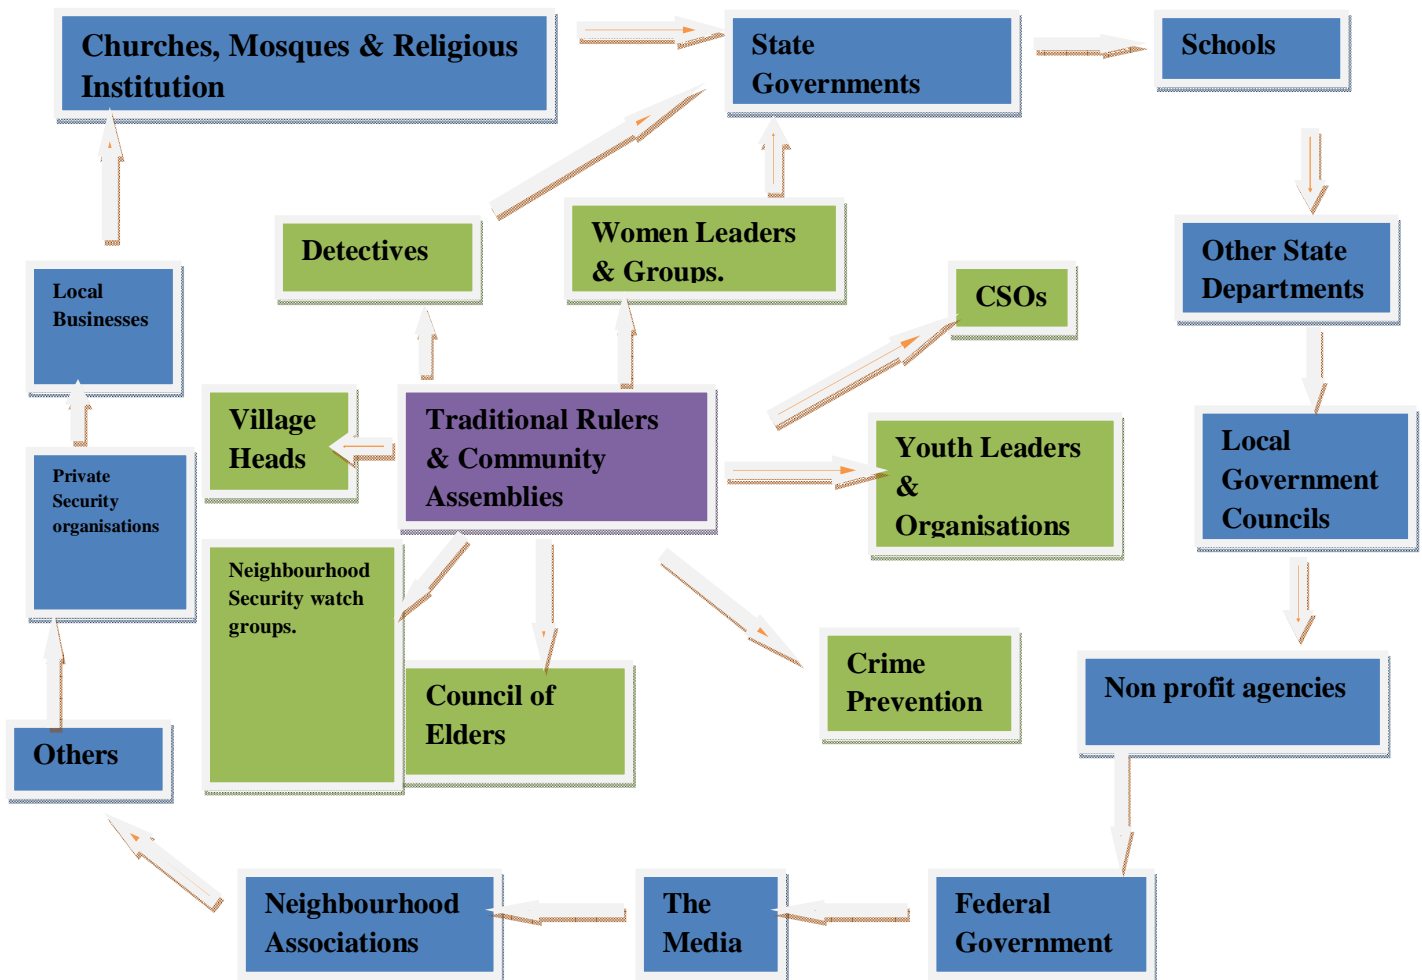 Churches, Mosques & Religious
Institution
State
Governments
Schools
Detectives
Women Leaders
& Groups.
Other State
Departments
CSOs
Local
Businesses
Village
Heads
Traditional Rulers
& Community
Assemblies
Youth Leaders
&
Organisations
Local
Government
Councils
Private
Security
organisations
Neighbourhood
Security watch
groups.
Council of
Elders
Crime
Prevention
Non profit agencies
Others
Neighbourhood
Associations
The
Media
Federal
Government